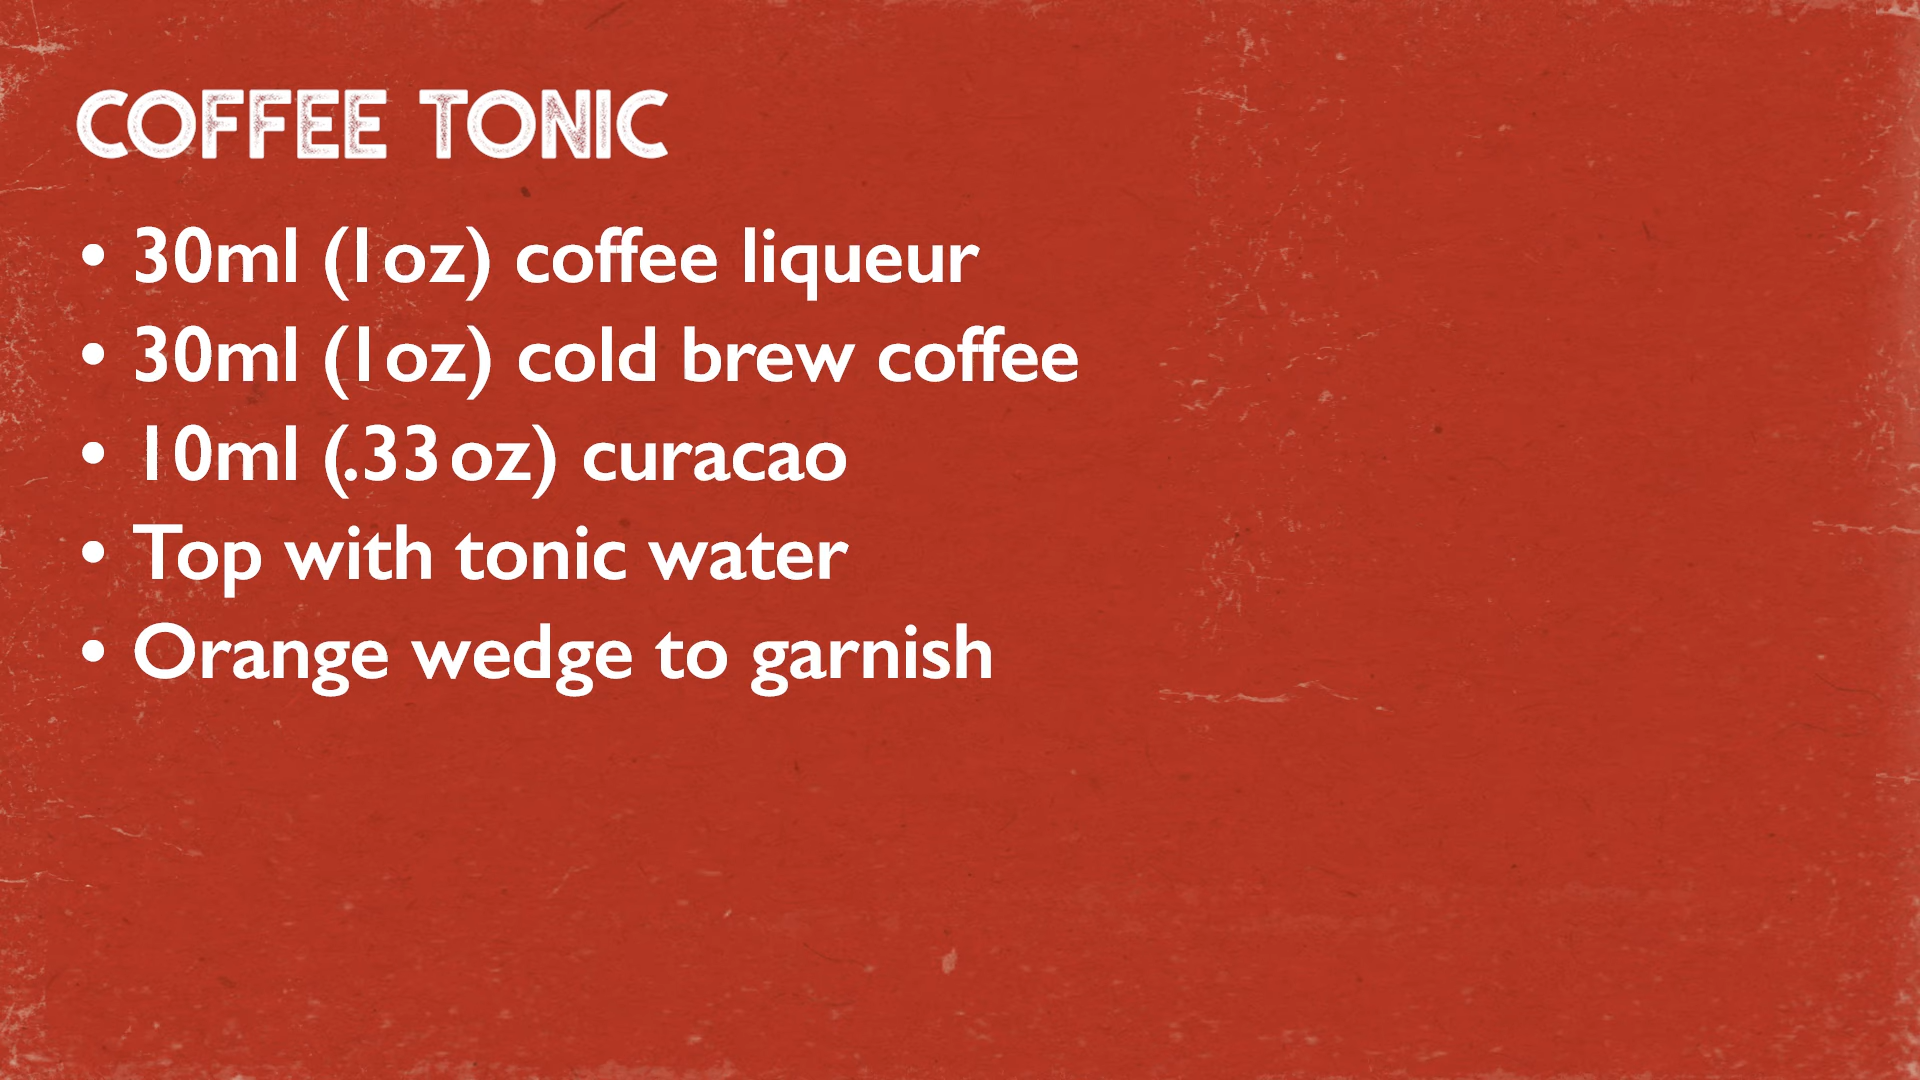 COFFEE TONIC
• 30ml (1oz) coffee liqueur
• 30ml (1oz) cold brew coffee
• 10ml (.33oz) curacao
• Top with tonic water
• Orange wedge to garnish